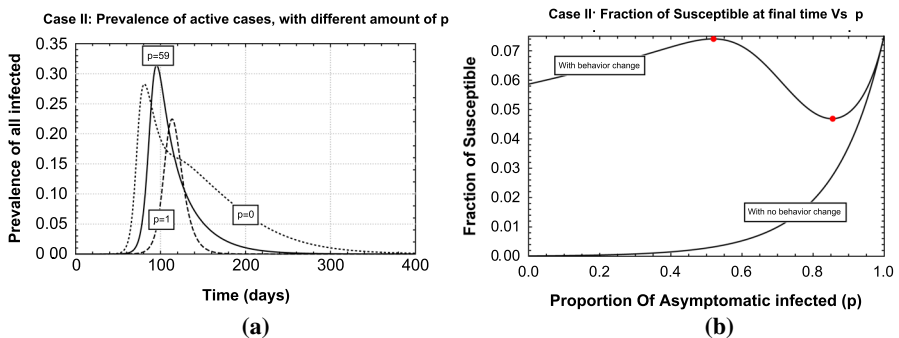 Case II: Prevalence of active cases, with different amount of p
Prevalence of all infected
0.35
0.30
0.25
0.20
0.15
0.10
0.05
0 00
p=59
p=1
p=0
0
100
200
300
400
Time (days)
(a)
Case II· Fraction of Susceptible at final time Vs p
Fraction of Susceptible
0.07
0.06
0.05
0.04
0.03
0.02
0.01
0.00
With behavior change
With no behavior change
0.0
0.2
0.4
0.6
0.8
1.0
Proportion Of Asymptomatic infected (p)
(b)